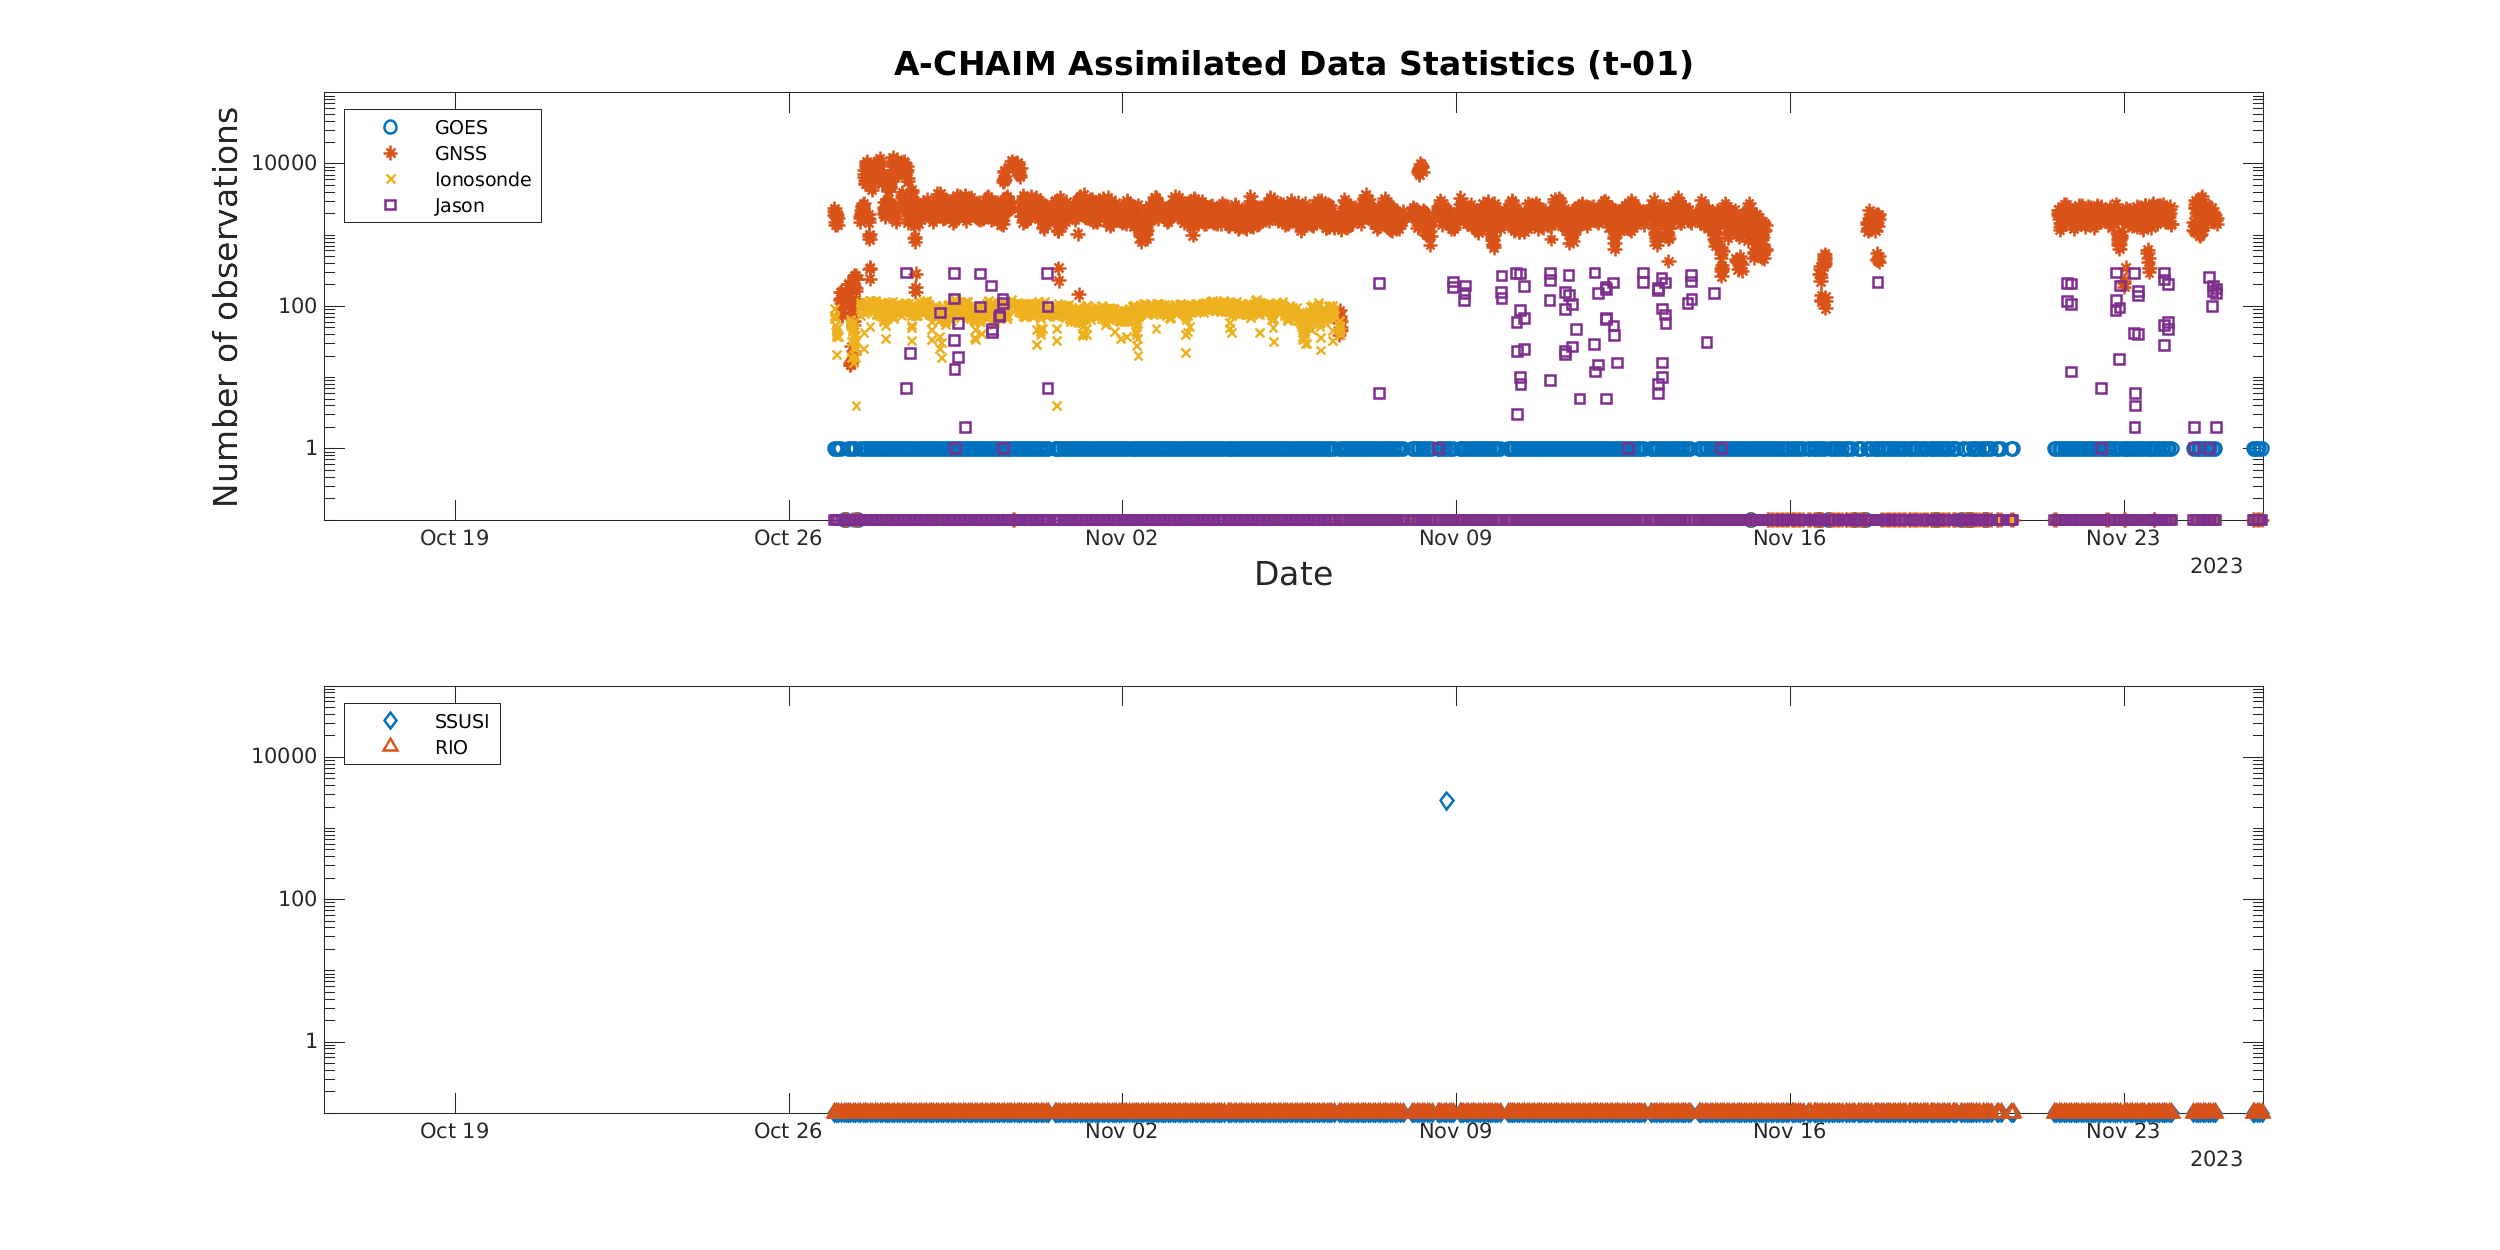 A-CHAIM Assimilated Data Statistics (t-01)
Number of observations
10000
100
1
GOES
GNSS
Ionosonde
Jason
Oct 19
Oct 26
Nov 02
Nov 09
Nov 16
Nov 23
2023
Date
10000
100
1
SSUSI
RIO
Oct 19
Oct 26
Nov 02
Nov 09
Nov 16
Nov 23
2023